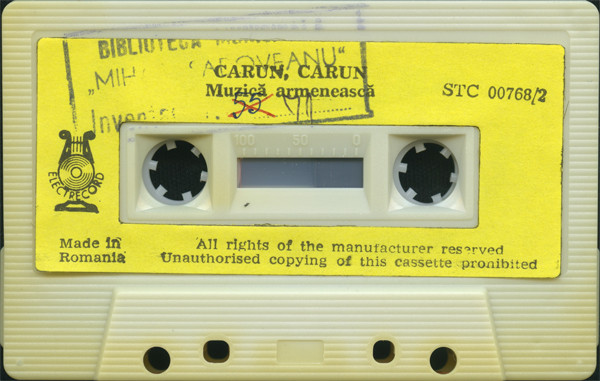 BIBLIOTECA
CARUN, CARUN
Muzică armenească
STC 00768/2
55
100 50 0
ELECTRECORD
Made in
Romania
All rights of the manufacturer reserved
Unauthorised copying of this cassette prohibited